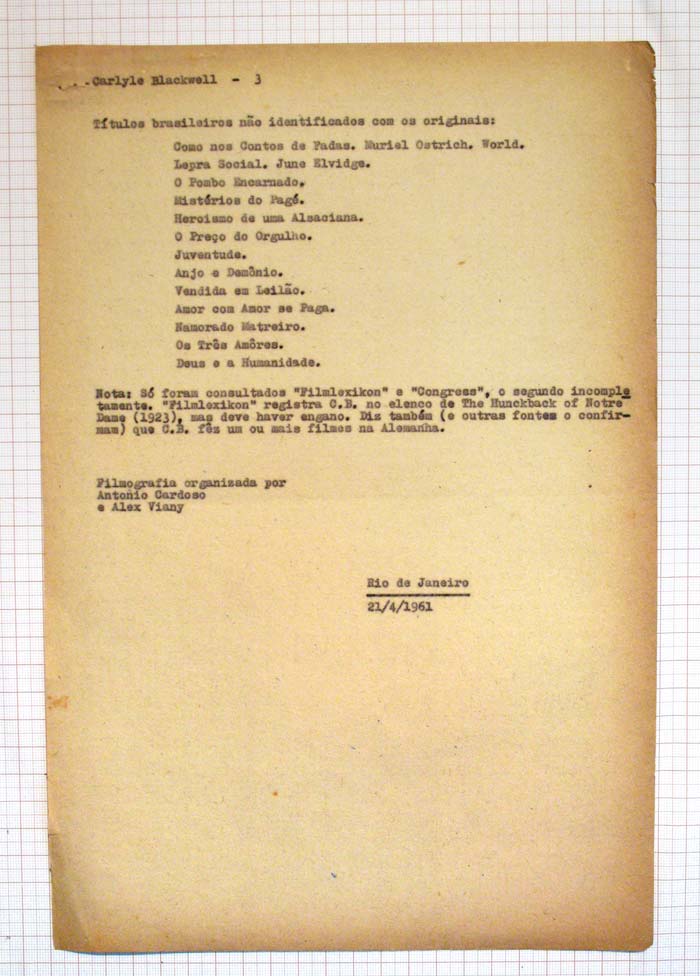 Carlyle Blackwell - 3
Títulos brasileiros não identificados com os originais:
Como nos Contos de Fadas. Muriel Ostrich. World.
Lepra Social. June Elvidge.
O Pombo Encarnado.
Mistérios do Pagé.
Heroismo de uma Alsaciana.
O Preço do Orgulho.
Juventude.
Anjo e Demônio.
Vendida em Leilão.
Amor com Amor se Paga.
Namorado Matreiro.
Os Três Amôres.
Deus e a Humanidade.
Nota: Só foram consultados "Filmlexikon" e "Congress", o segundo incomple
tamente. "Filmlexikon" registra C.B. no elenco de The Hunckback of Notre
Dame (1923), mas deve haver engano. Diz também (e outras fontes o confir-
mam) que C.B. fêz um ou mais filmes na Alemanha.
Filmografia organizada por
Antonio Cardoso
e Alex Viany
Rio de Janeiro
21/4/1961